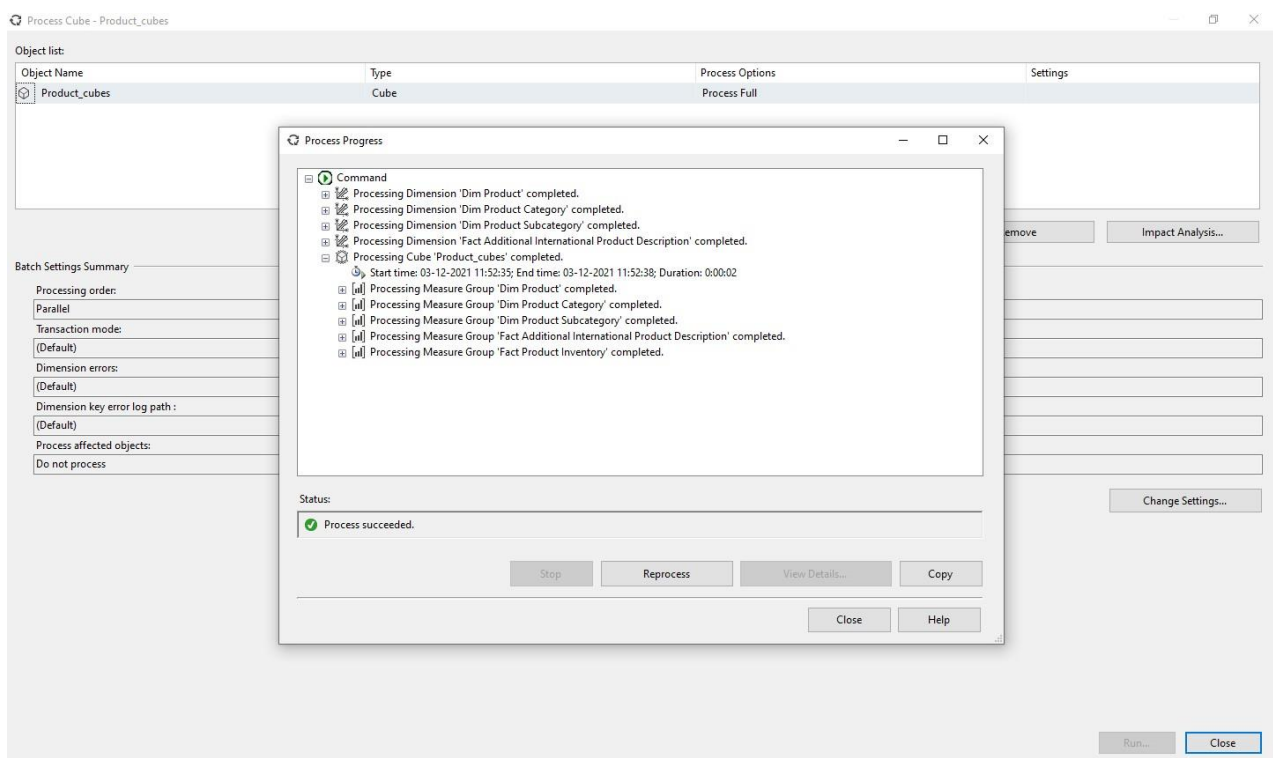 Process Cube - Product_cubes
Object list:
Object Name Type Process Options Settings
Product_cubes Cube Process Full
Process Progress
Command
Processing Dimension 'Dim Product' completed.
Processing Dimension 'Dim Product Category' completed.
Processing Dimension 'Dim Product Subcategory' completed.
Processing Dimension 'Fact Additional International Product Description' completed.
Processing Cube 'Product_cubes' completed.
Start time: 03-12-2021 11:52:35; End time: 03-12-2021 11:52:38; Duration: 0:00:02
Processing Measure Group 'Dim Product' completed.
Processing Measure Group 'Dim Product Category' completed.
Processing Measure Group 'Dim Product Subcategory' completed.
Processing Measure Group 'Fact Additional International Product Description' completed.
Processing Measure Group 'Fact Product Inventory' completed.
Status:
Process succeeded.
Stop Reprocess View Details... Copy
Close Help
emove Impact Analysis...
Batch Settings Summary
Processing order:
Parallel
Transaction mode:
(Default)
Dimension errors:
(Default)
Dimension key error log path :
(Default)
Process affected objects:
Do not process
Change Settings...
Run... Close